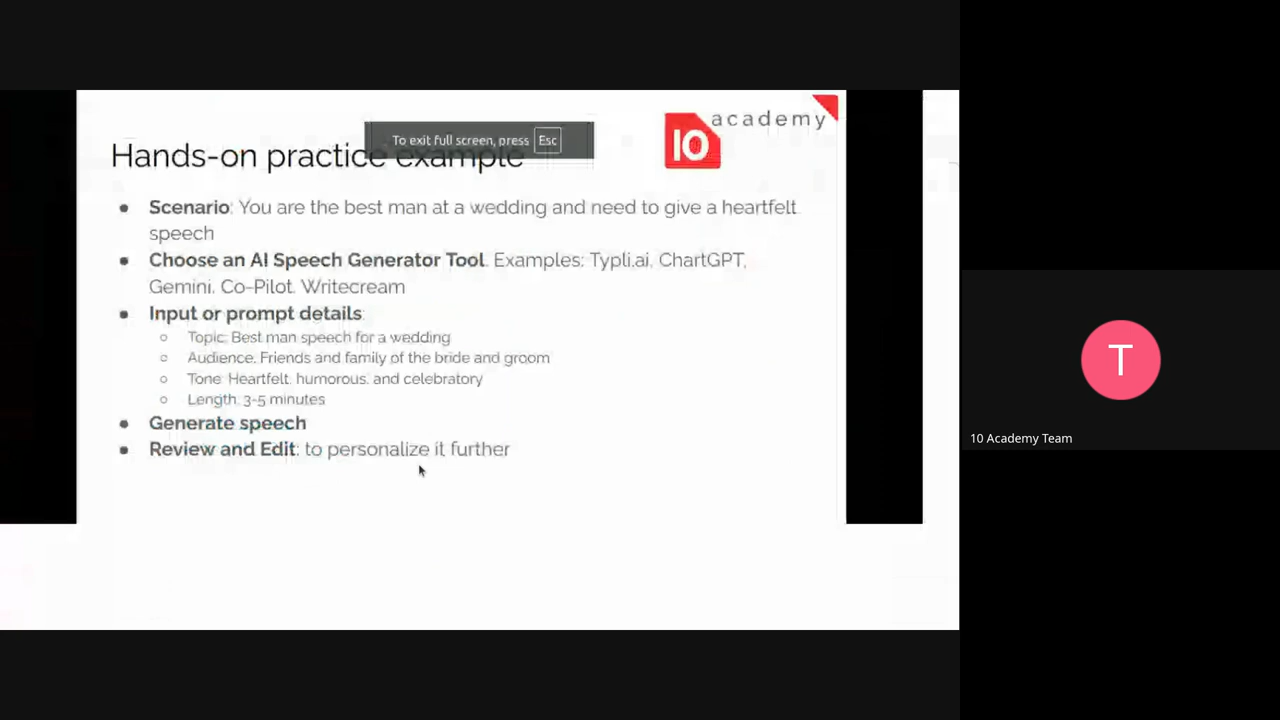 academy
10
To exit full screen, press Esc
Hands-on practice example
Scenario: You are the best man at a wedding and need to give a heartfelt
speech
Choose an AI Speech Generator Tool. Examples: Typli.ai, ChartGPT,
Gemini, Co-Pilot, Writecream
Input or prompt details
Topic: Best man speech for a wedding
Audience: Friends and family of the bride and groom
Tone: Heartfelt, humorous, and celebratory
Length: 3-5 minutes
Generate speech
Review and Edit: to personalize it further
T
10 Academy Team